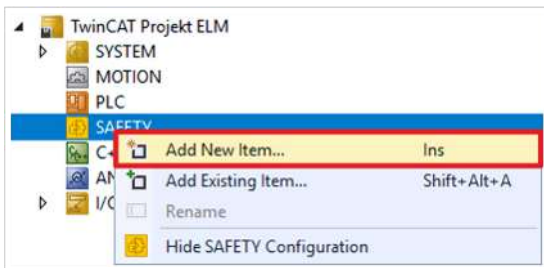 TwinCAT Projekt ELM
SYSTEM
MOTION
PLC
SAFETY
Add New Item... Ins
Add Existing Item... Shift+Alt+A
Rename
Hide SAFETY Configuration